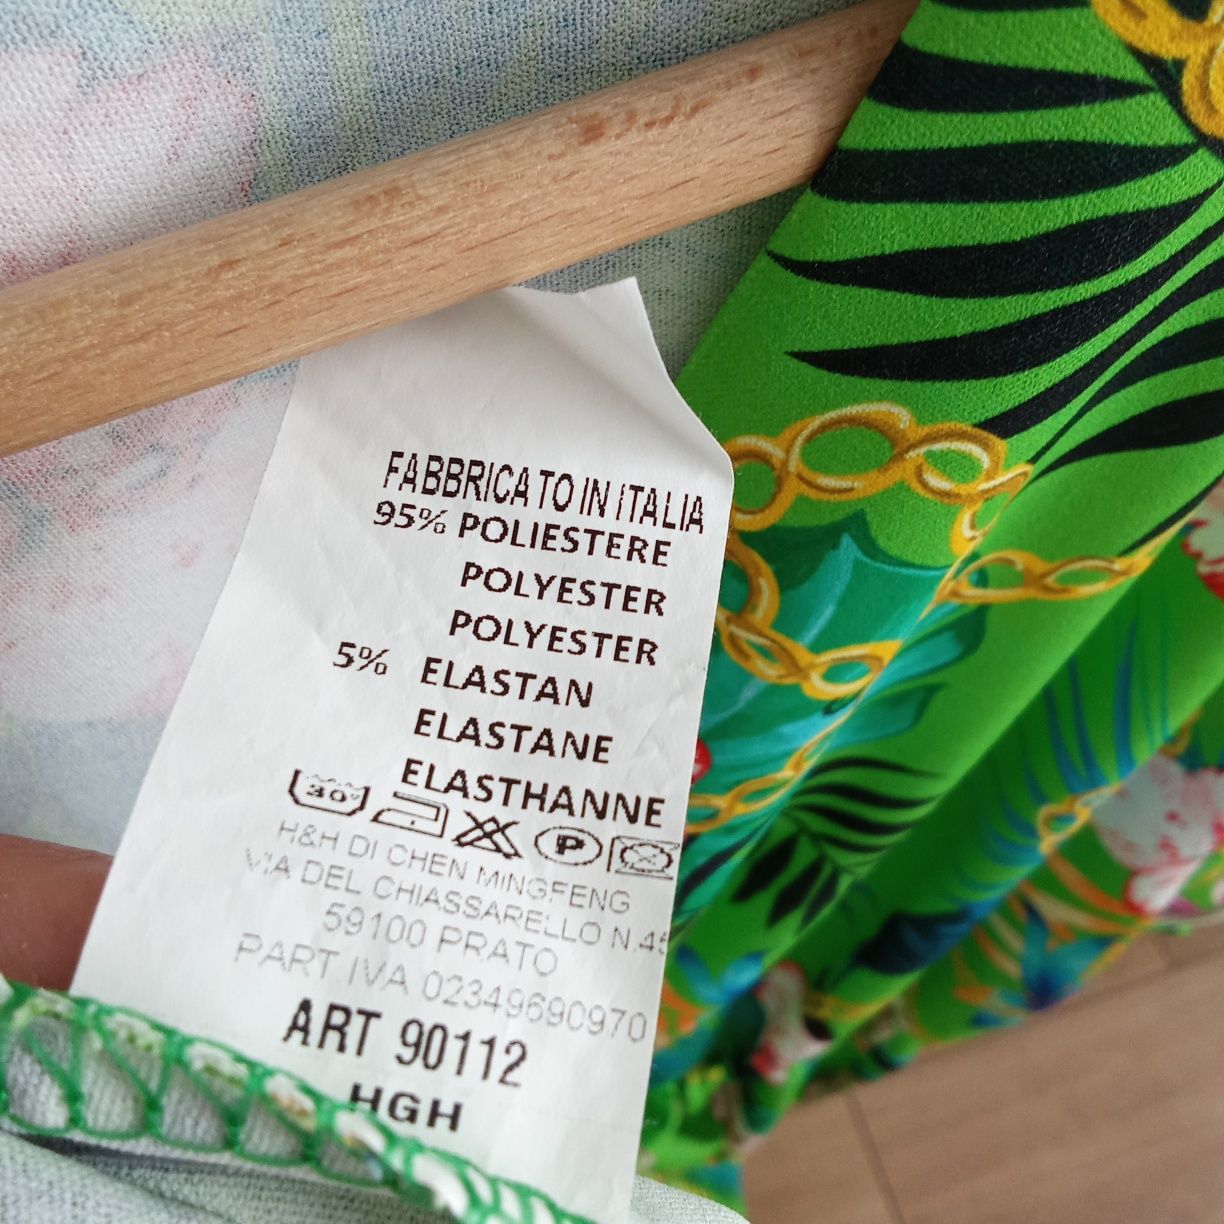 FABBRICATO IN ITALIA
95% POLIESTERE
POLYESTER
POLYESTER
5% ELASTAN
ELASTANE
ELASTHANNE
30° P
H&H DI CHEN MINGFENG
VIA DEL CHIASSARELLO N.45
59100 PRATO
PART.IVA 02349690970
ART 90112
HGH